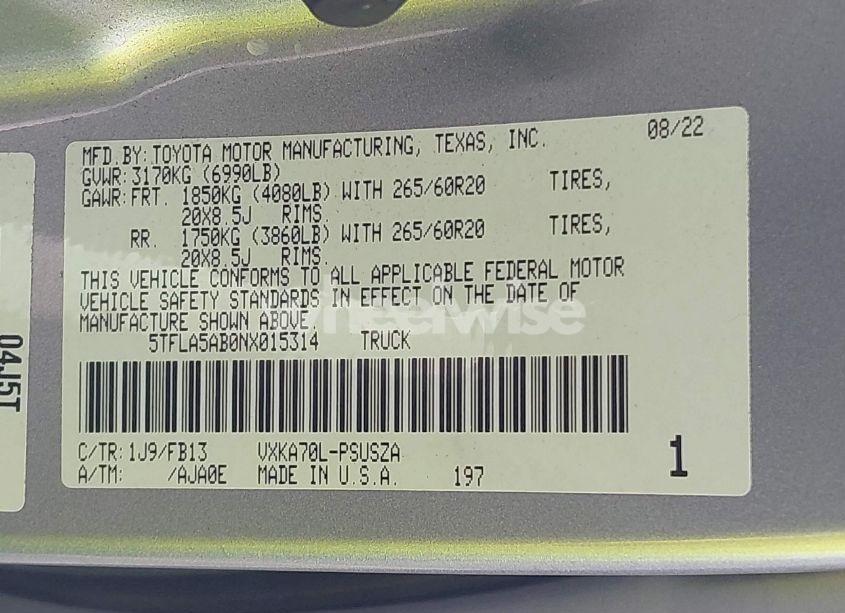 MFD.BY: TOYOTA MOTOR MANUFACTURING, TEXAS, INC. 08/22
GVWR: 3170KG (6990LB)
GAWR: FRT. 1850KG (4080LB) WITH 265/60R20 TIRES,
20X8.5J RIMS.
RR. 1750KG (3860LB) WITH 265/60R20 TIRES,
20X8.5J RIMS.
THIS VEHICLE CONFORMS TO ALL APPLICABLE FEDERAL MOTOR
VEHICLE SAFETY STANDARDS IN EFFECT ON THE DATE OF
MANUFACTURE SHOWN ABOVE.
5TFLA5AB0NX015314 TRUCK
C/TR: 1J9/FB13 VXKA70L-PSUSZA
A/TM: /AJA0E MADE IN U.S.A. 197
1
04J5T
wheelwise